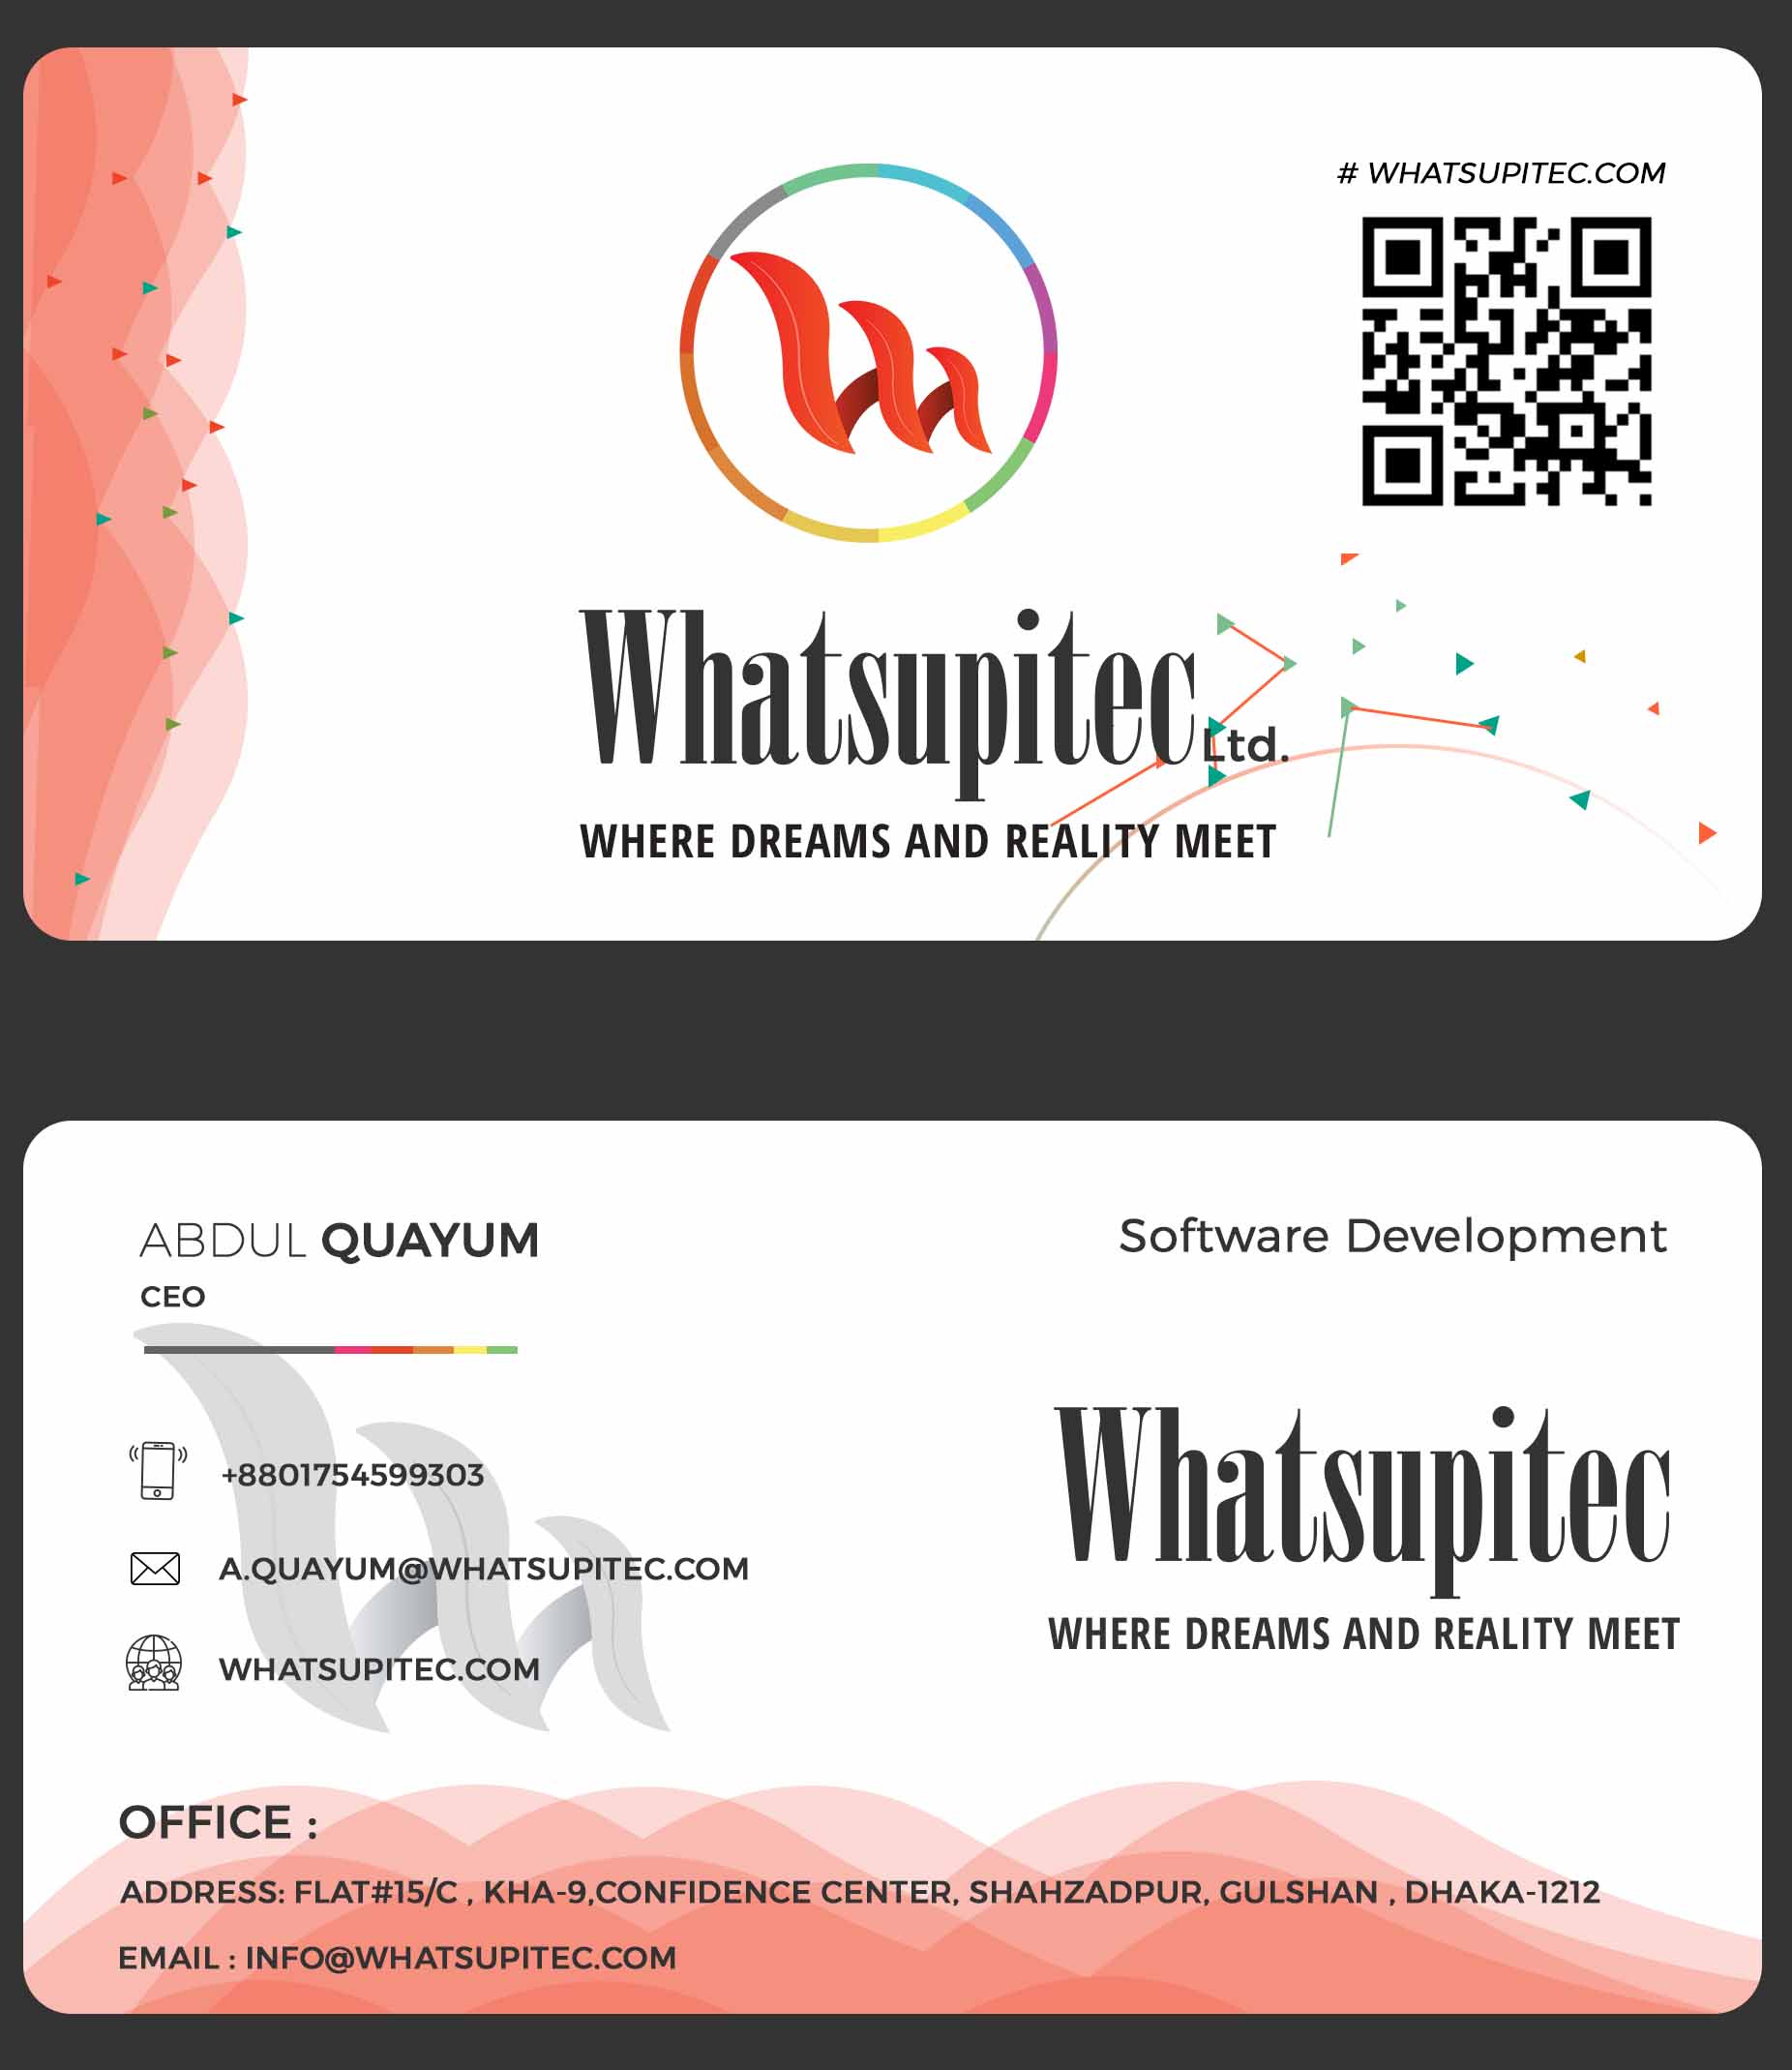 # WHATSUPITEC.COM
Whatsupitec Ltd.
WHERE DREAMS AND REALITY MEET
ABDUL QUAYUM
CEO
Software Development
+8801754599303
A.QUAYUM@WHATSUPITEC.COM
WHATSUPITEC.COM
Whatsupitec
WHERE DREAMS AND REALITY MEET
OFFICE :
ADDRESS: FLAT#15/C , KHA-9,CONFIDENCE CENTER, SHAHZADPUR, GULSHAN , DHAKA-1212
EMAIL : INFO@WHATSUPITEC.COM